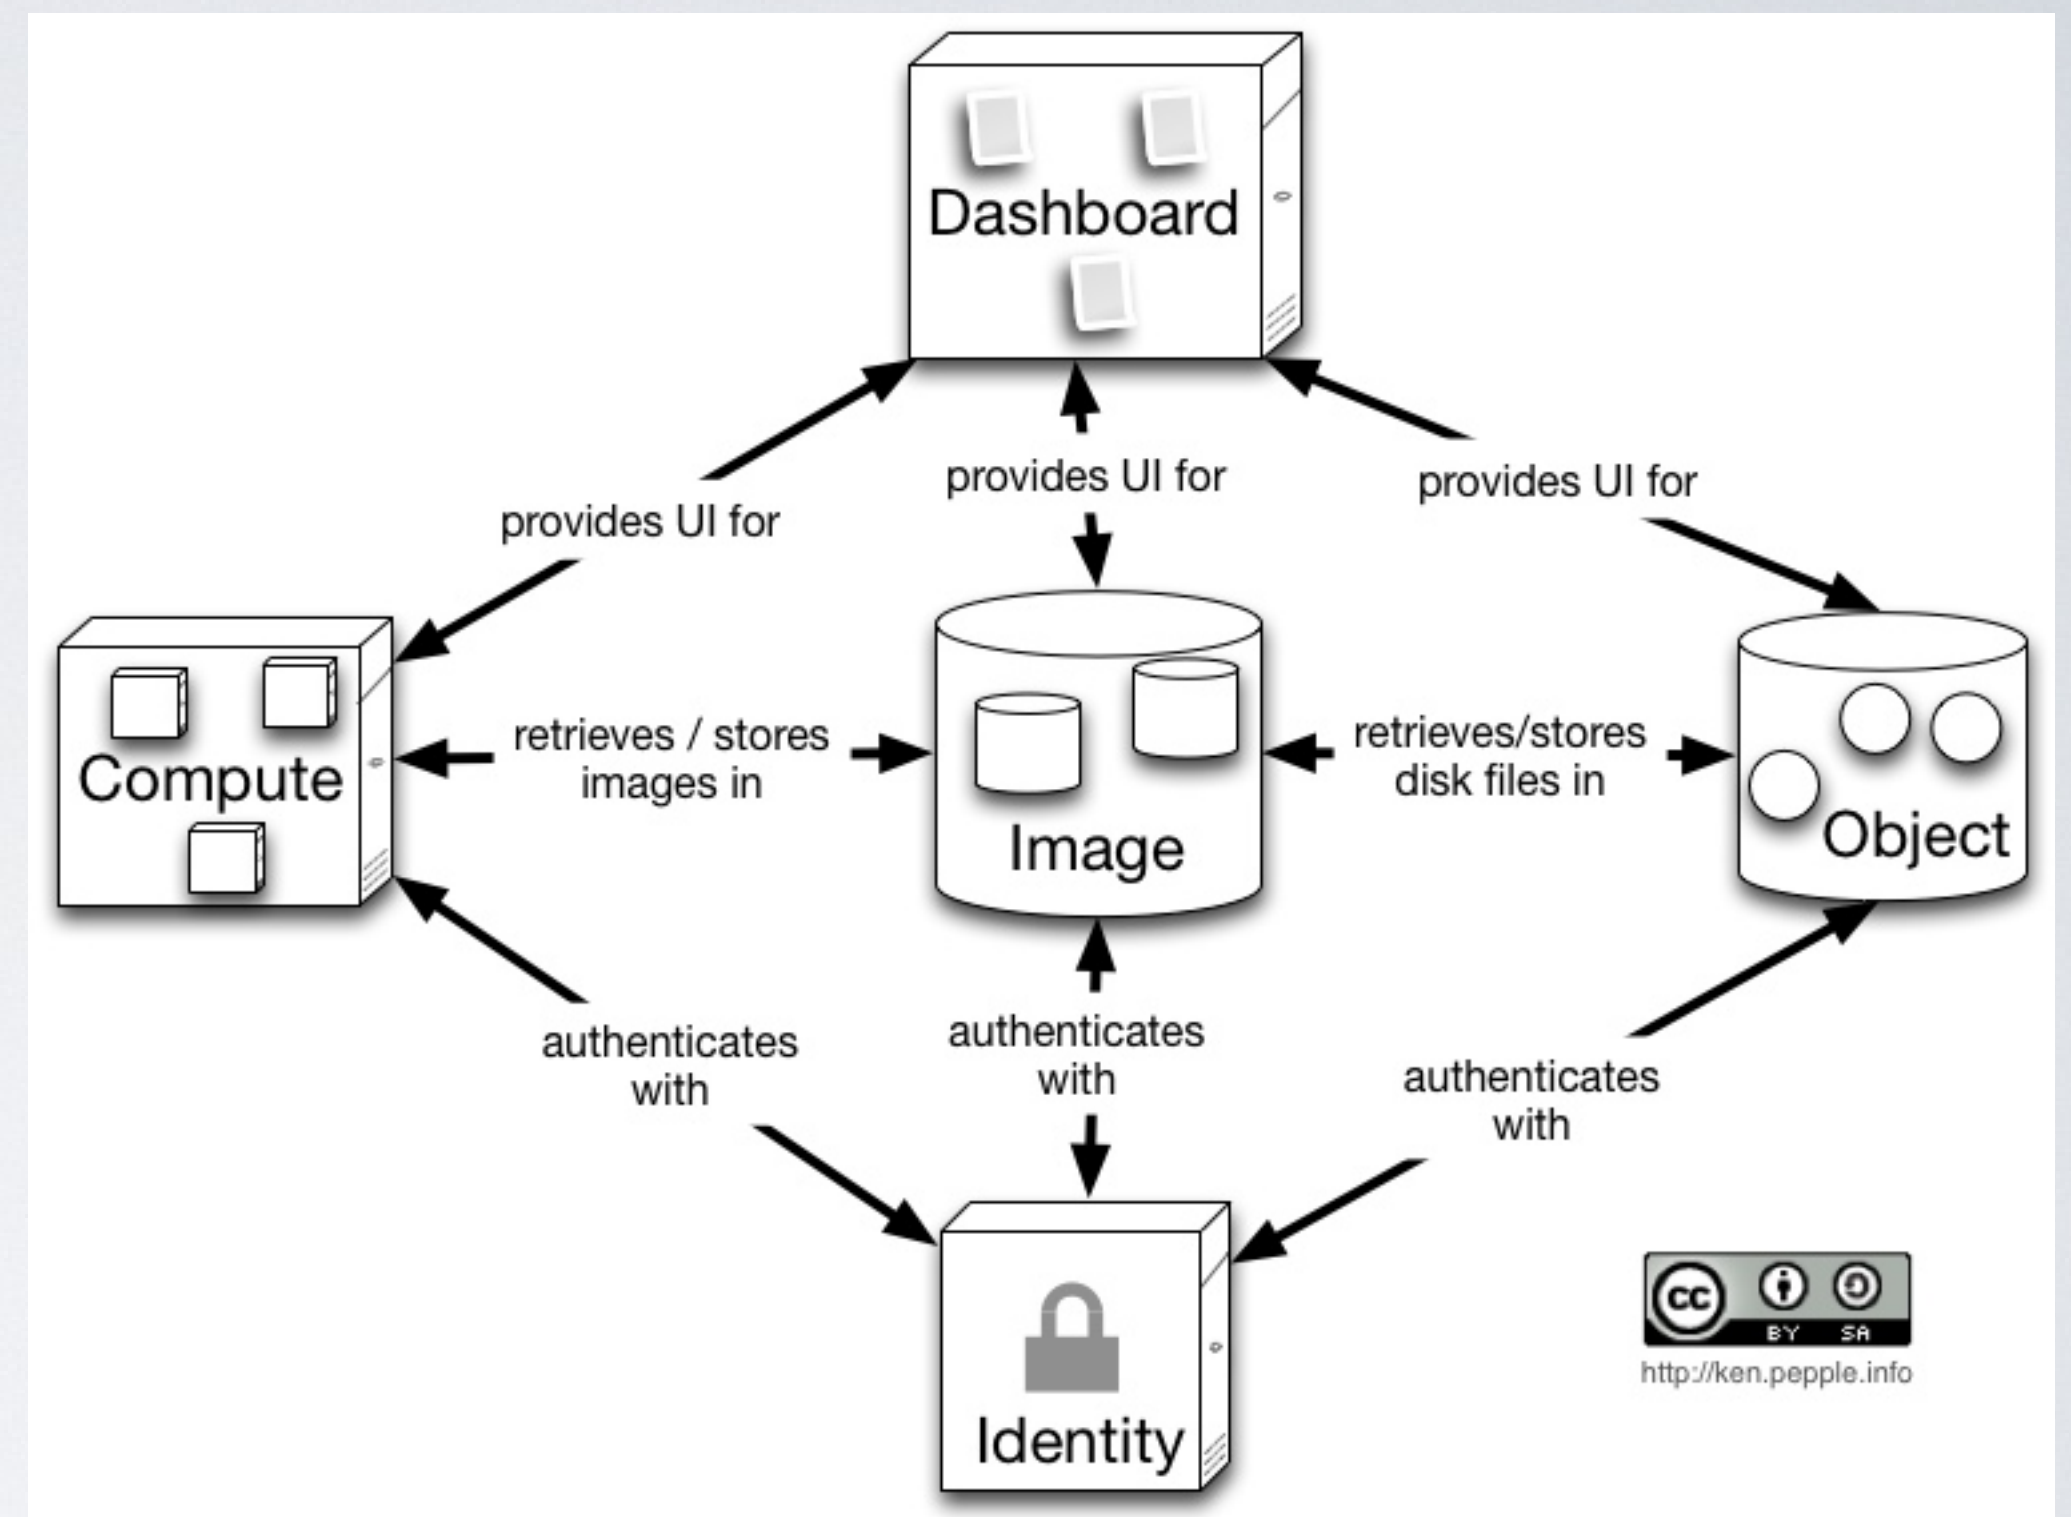 Dashboard
provides UI for
provides UI for
provides UI for
Compute
retrieves / stores
images in
Image
retrieves/stores
disk files in
Object
authenticates
with
authenticates
with
authenticates
with
Identity
cc
BY SA
http://ken.pepple.info